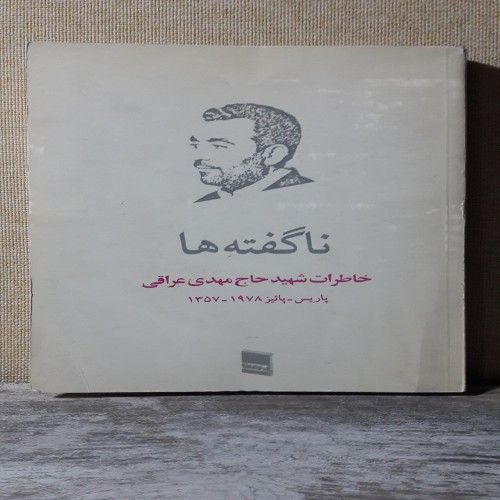 ناگفته‌ها
خاطرات شهید حاج مهدی عراقی
پاریس - پائیز ۱۹۷۸ - ۱۳۵۷